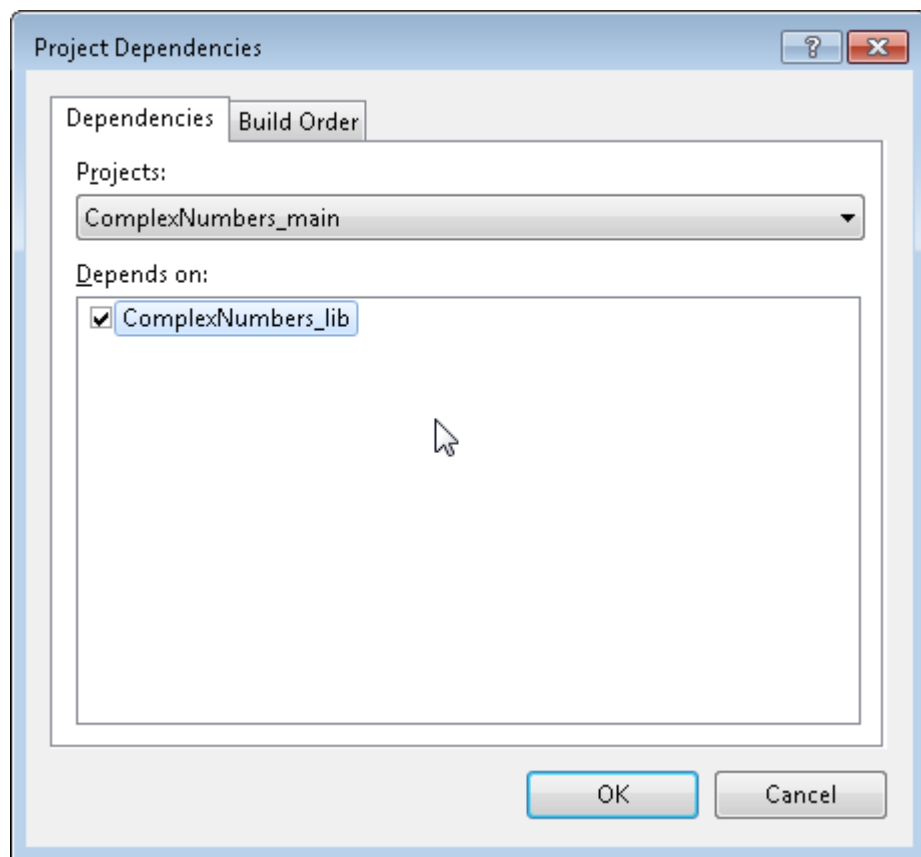 Project Dependencies
?
Dependencies
Build Order
Projects:
ComplexNumbers_main
Depends on:
ComplexNumbers_lib
OK
Cancel